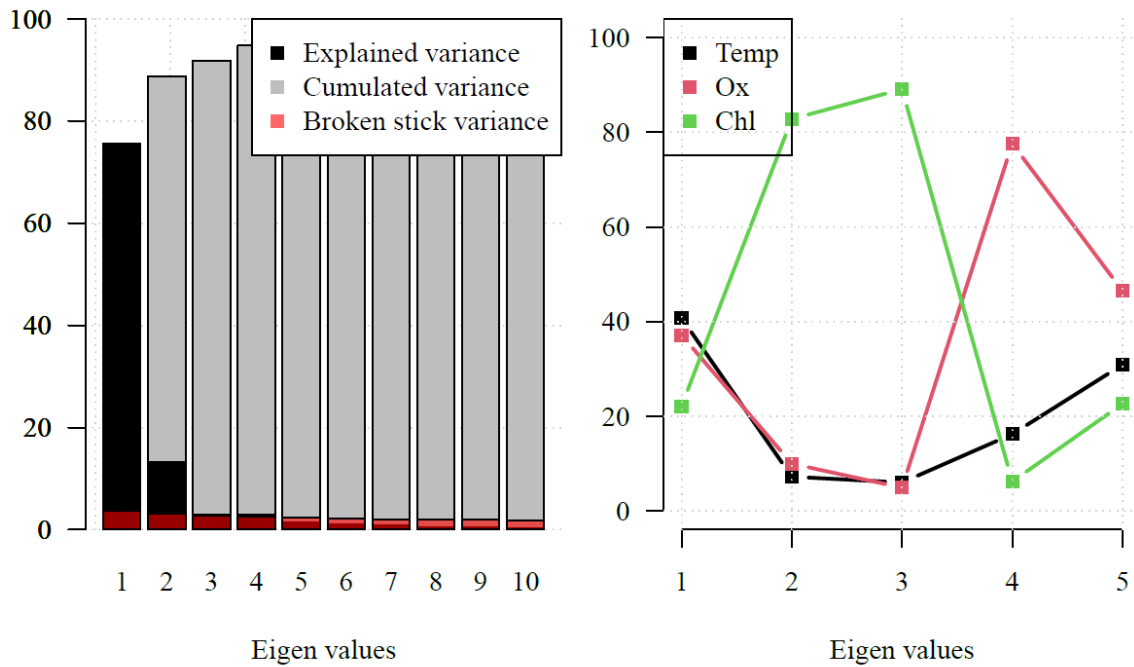 100
80
60
40
20
0
Explained variance
Cumulated variance
Broken stick variance
1 2 3 4 5 6 7 8 9 10
Eigen values
100
80
60
40
20
0
Temp
Ox
Chl
1 2 3 4 5
Eigen values